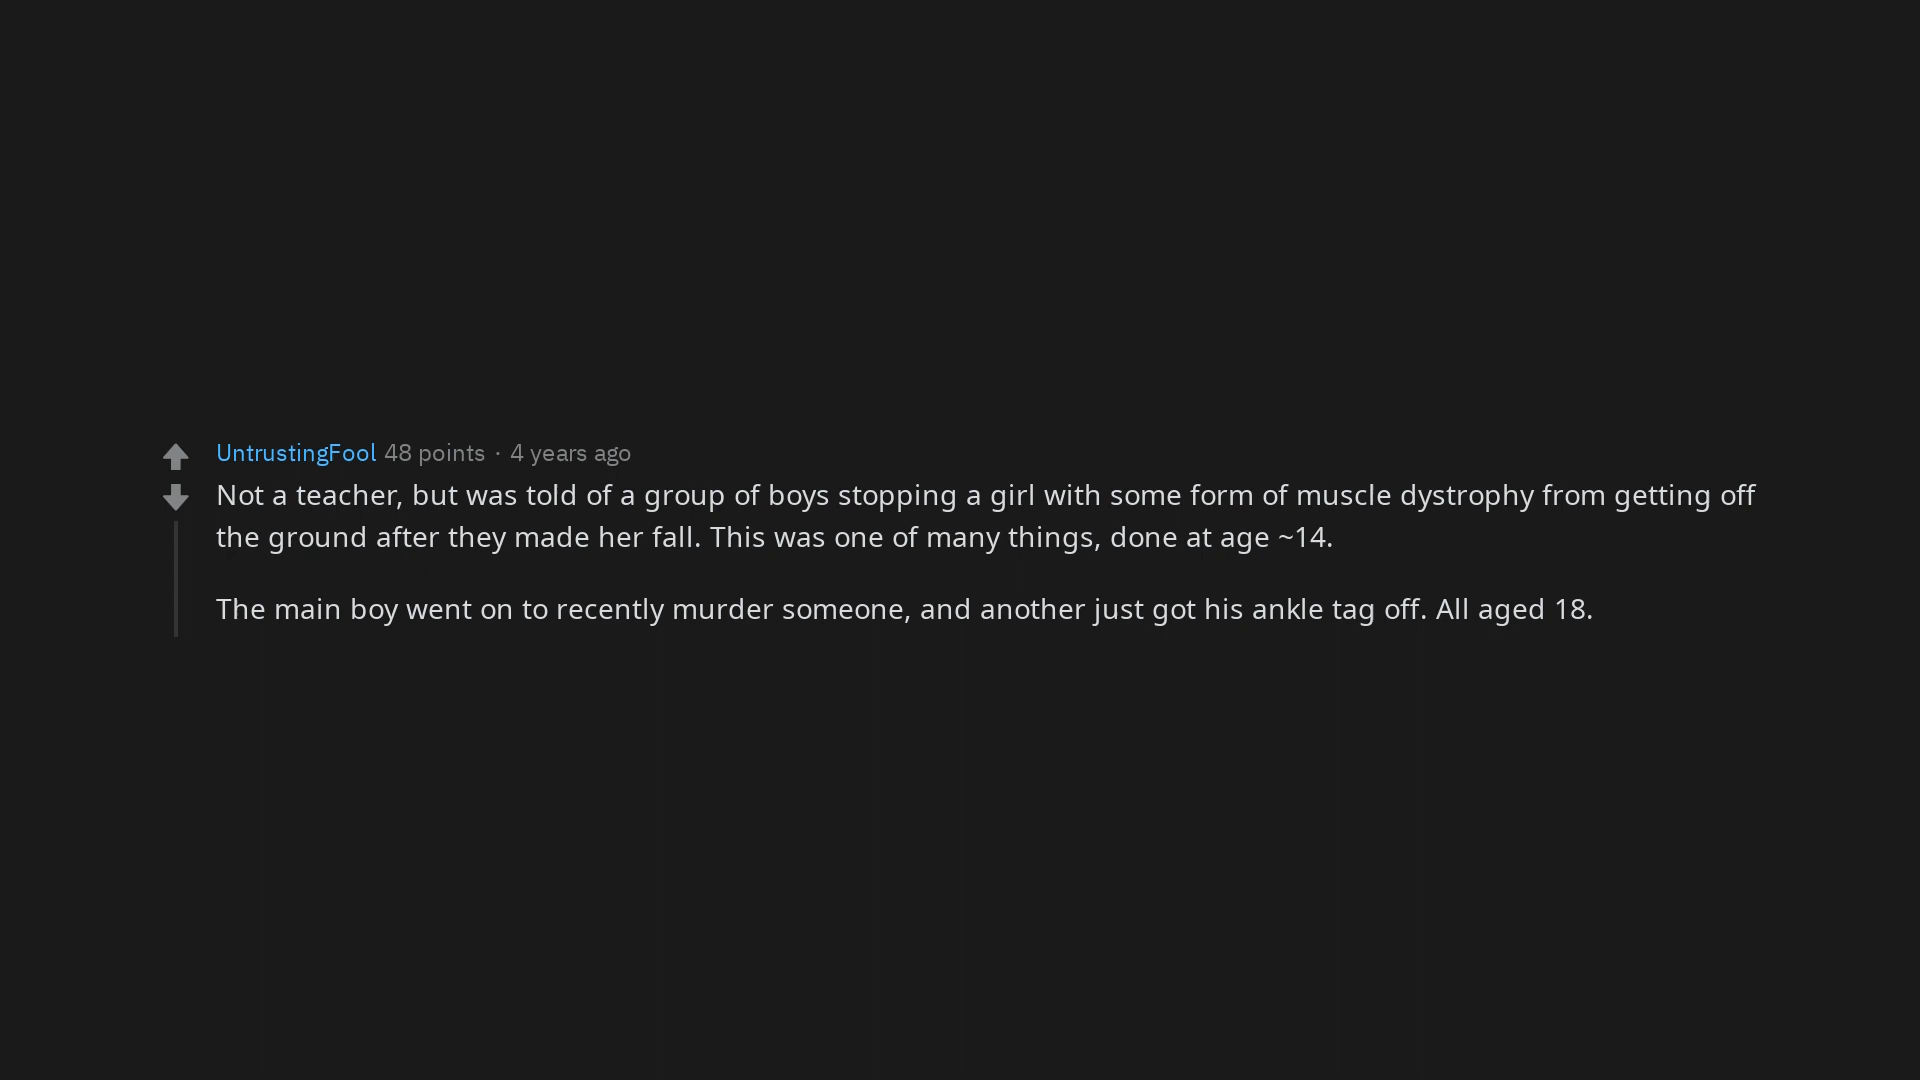 UntrustingFool 48 points · 4 years ago
Not a teacher, but was told of a group of boys stopping a girl with some form of muscle dystrophy from getting off
the ground after they made her fall. This was one of many things, done at age ~14.
The main boy went on to recently murder someone, and another just got his ankle tag off. All aged 18.